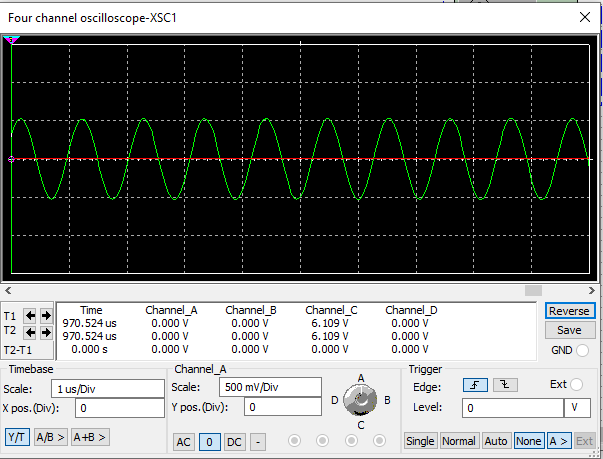 Four channel oscilloscope-XSC1
Time Channel_A Channel_B Channel_C Channel_D
T1 970.524 us 0.000 V 0.000 V 6.109 V 0.000 V
T2 970.524 us 0.000 V 0.000 V 6.109 V 0.000 V
T2-T1 0.000 s 0.000 V 0.000 V 0.000 V 0.000 V
Reverse
Save
GND
Timebase
Scale: 1 us/Div
X pos.(Div): 0
Y/T A/B > A+B >
Channel_A
Scale: 500 mV/Div
Y pos.(Div): 0
AC 0 DC -
A
D B
C
Trigger
Edge: Ext
Level: 0 V
Single Normal Auto None A > Ext